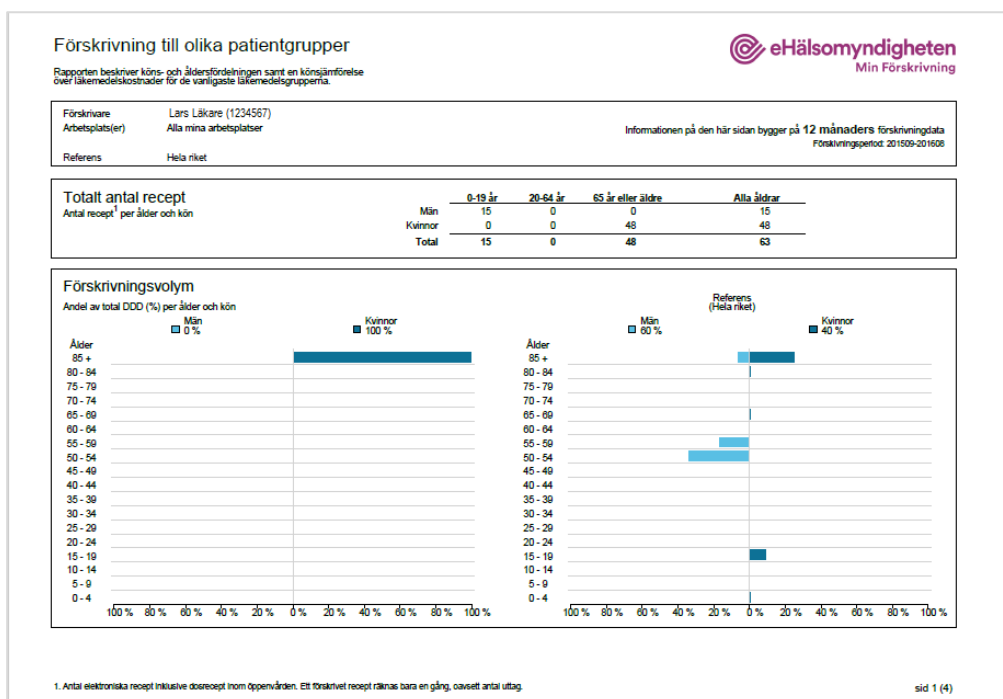 Förskrivning till olika patientgrupper
eHälsomyndigheten
Min Förskrivning
Rapporten beskriver köns- och åldersfördelningen samt en könsjämförelse
över läkemedelskostnader för de vanligaste läkemedelsgrupperna.
Förskrivare Lars Läkare (1234567)
Arbetsplats(er) Alla mina arbetsplatser
Informationen på den här sidan bygger på 12 månaders förskrivningdata
Förskrivningsperiod: 201509-201608
Referens Hela riket
Totalt antal recept
Antal recept1 per ålder och kön
0-19 år 20-64 år 65 år eller äldre Alla åldrar
Män 15 0 0 15
Kvinnor 0 0 48 48
Total 15 0 48 63
Förskrivningsvolym
Andel av total DDD (%) per ålder och kön
Män Kvinnor
0 % 100 %
Referens
(Hela riket)
Män Kvinnor
60 % 40 %
Ålder Ålder
85 + 85 +
80 - 84 80 - 84
75 - 79 75 - 79
70 - 74 70 - 74
65 - 69 65 - 69
60 - 64 60 - 64
55 - 59 55 - 59
50 - 54 50 - 54
45 - 49 45 - 49
40 - 44 40 - 44
35 - 39 35 - 39
30 - 34 30 - 34
25 - 29 25 - 29
20 - 24 20 - 24
15 - 19 15 - 19
10 - 14 10 - 14
5 - 9 5 - 9
0 - 4 0 - 4
100 % 80 % 60 % 40 % 20 % 0 % 20 % 40 % 60 % 80 % 100 % 100 % 80 % 60 % 40 % 20 % 0 % 20 % 40 % 60 % 80 % 100 %
1. Antal elektroniska recept inklusive dosrecept inom öppenvården. Ett förskrivet recept räknas bara en gång, oavsett antal uttag.
sid 1 (4)